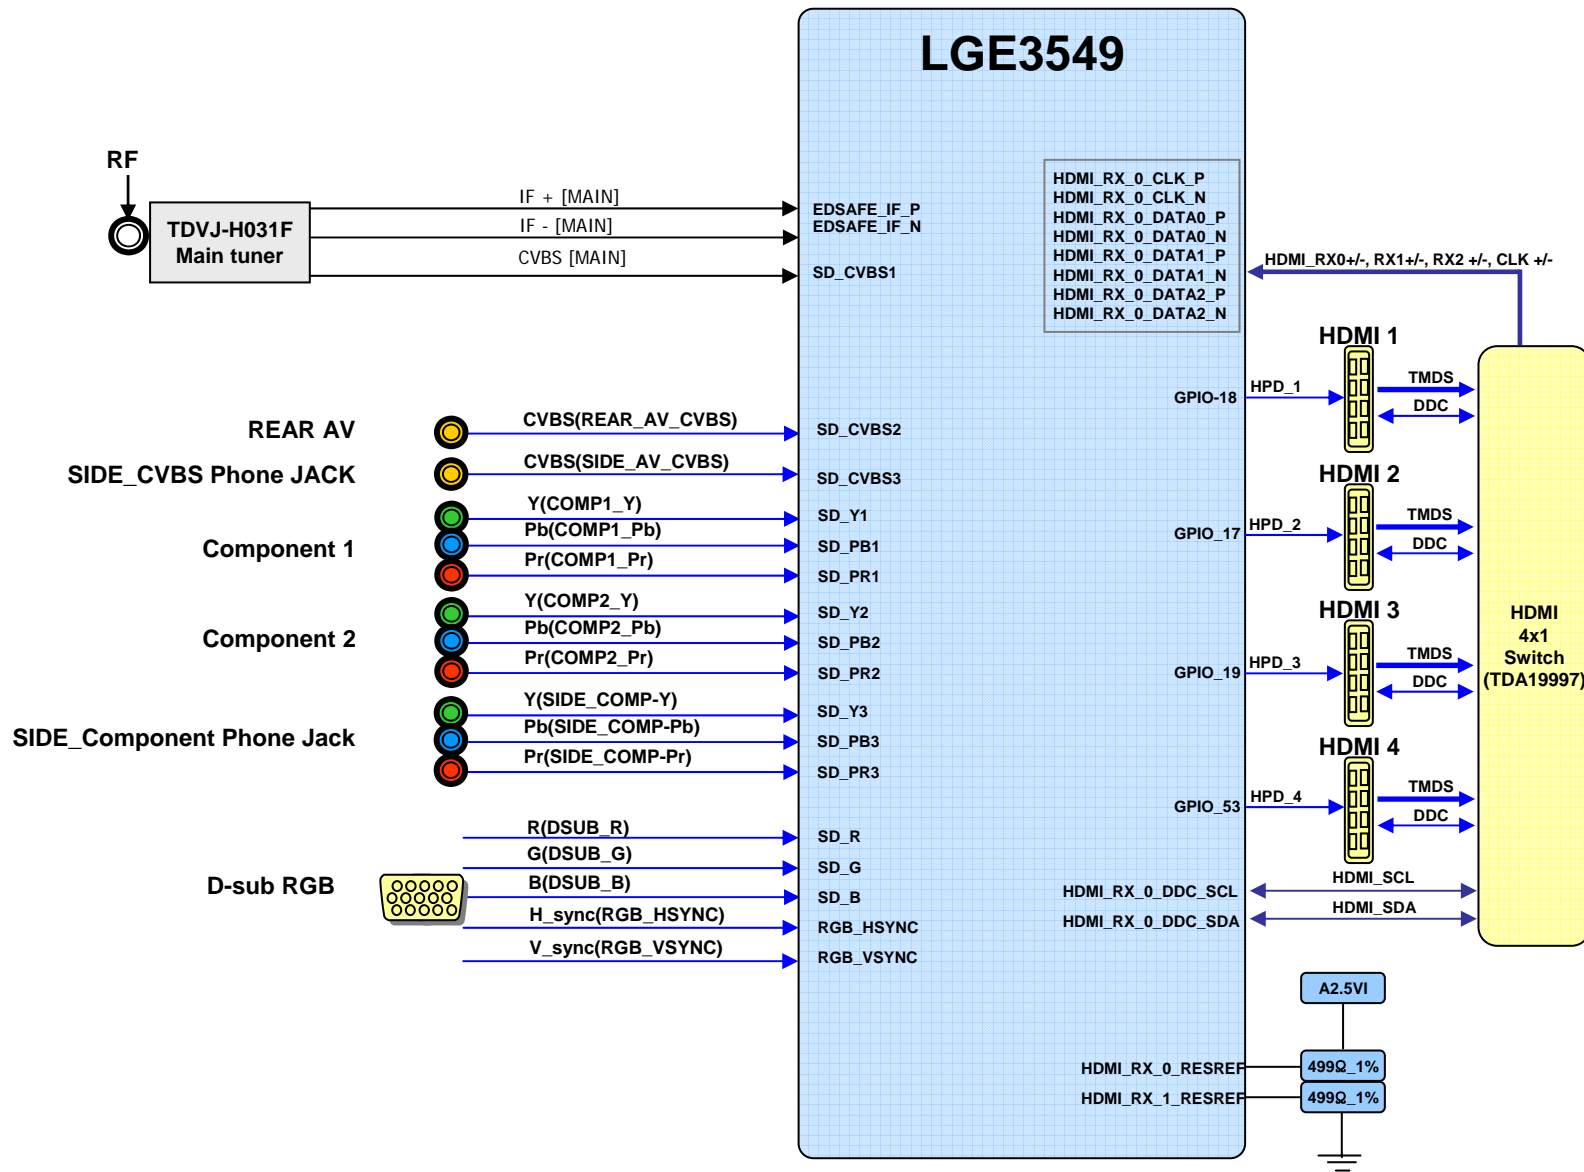 LGE3549
RF
TDVJ-H031F
Main tuner
IF + [MAIN]
IF - [MAIN]
CVBS [MAIN]
EDSAFE_IF_P
EDSAFE_IF_N
SD_CVBS1
HDMI_RX_0_CLK_P
HDMI_RX_0_CLK_N
HDMI_RX_0_DATA0_P
HDMI_RX_0_DATA0_N
HDMI_RX_0_DATA1_P
HDMI_RX_0_DATA1_N
HDMI_RX_0_DATA2_P
HDMI_RX_0_DATA2_N
HDMI_RX0+/-, RX1+/-, RX2 +/-, CLK +/-
REAR AV
CVBS(REAR_AV_CVBS)
SD_CVBS2
SIDE_CVBS Phone JACK
CVBS(SIDE_AV_CVBS)
SD_CVBS3
Component 1
Y(COMP1_Y)
Pb(COMP1_Pb)
Pr(COMP1_Pr)
SD_Y1
SD_PB1
SD_PR1
Component 2
Y(COMP2_Y)
Pb(COMP2_Pb)
Pr(COMP2_Pr)
SD_Y2
SD_PB2
SD_PR2
SIDE_Component Phone Jack
Y(SIDE_COMP-Y)
Pb(SIDE_COMP-Pb)
Pr(SIDE_COMP-Pr)
SD_Y3
SD_PB3
SD_PR3
D-sub RGB
R(DSUB_R)
G(DSUB_G)
B(DSUB_B)
H_sync(RGB_HSYNC)
V_sync(RGB_VSYNC)
SD_R
SD_G
SD_B
RGB_HSYNC
RGB_VSYNC
HDMI 1
GPIO-18
HPD_1
TMDS
DDC
HDMI 2
GPIO_17
HPD_2
TMDS
DDC
HDMI 3
GPIO_19
HPD_3
TMDS
DDC
HDMI 4
GPIO_53
HPD_4
TMDS
DDC
HDMI
4x1
Switch
(TDA19997)
HDMI_RX_0_DDC_SCL
HDMI_SCL
HDMI_RX_0_DDC_SDA
HDMI_SDA
A2.5VI
HDMI_RX_0_RESREF
499Ω_1%
HDMI_RX_1_RESREF
499Ω_1%